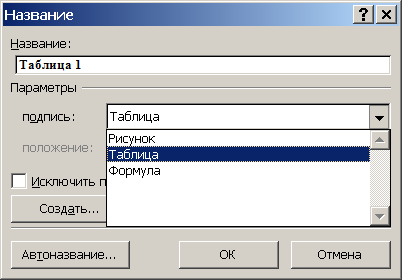 Название
Название:
Таблица 1
Параметры
подпись:
Таблица
Рисунок
положение:
Таблица
Формула
Исключить п
Создать...
Автоназвание...
ОК
Отмена